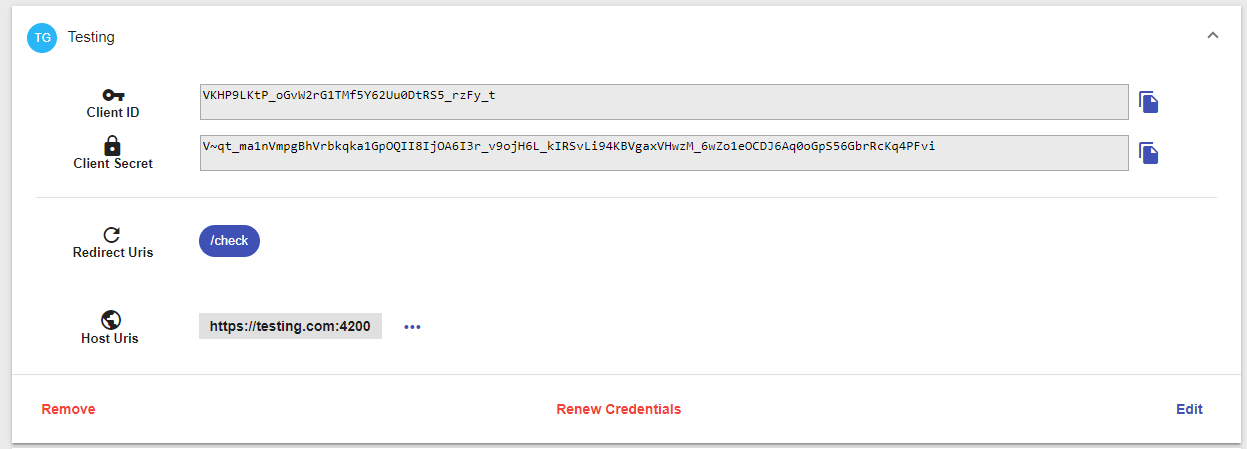 TG Testing
Client ID
VKHP9LKtP_oGvW2rG1TMf5Y62Uu0DtRS5_rzFy_t
Client Secret
V~qt_ma1nVmpgBhVrbkqka1GpOQII8IjOA6I3r_v9ojH6L_kIRSvLi94KBVgaxVHwzM_6wZo1eOCDJ6Aq0oGpS56GbrRcKq4PFvi
Redirect Uris
/check
Host Uris
https://testing.com:4200
Remove Renew Credentials Edit